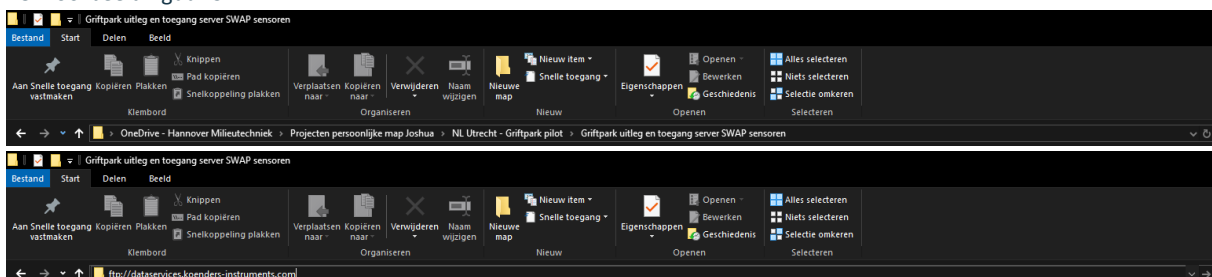 Griftpark uitleg en toegang server SWAP sensoren
Bestand Start Delen Beeld
Aan Snelle toegang vastmaken
Kopiëren
Plakken
Knippen
Pad kopiëren
Snelkoppeling plakken
Klembord
Verplaatsen naar
Kopiëren naar
Verwijderen
Naam wijzigen
Organiseren
Nieuwe map
Nieuw item
Snelle toegang
Nieuw
Eigenschappen
Openen
Bewerken
Geschiedenis
Openen
Alles selecteren
Niets selecteren
Selectie omkeren
Selecteren
OneDrive - Hannover Milieutechniek > Projecten persoonlijke map Joshua > NL Utrecht - Griftpark pilot > Griftpark uitleg en toegang server SWAP sensoren
Griftpark uitleg en toegang server SWAP sensoren
Bestand Start Delen Beeld
Aan Snelle toegang vastmaken
Kopiëren
Plakken
Knippen
Pad kopiëren
Snelkoppeling plakken
Klembord
Verplaatsen naar
Kopiëren naar
Verwijderen
Naam wijzigen
Organiseren
Nieuwe map
Nieuw item
Snelle toegang
Nieuw
Eigenschappen
Openen
Bewerken
Geschiedenis
Openen
Alles selecteren
Niets selecteren
Selectie omkeren
Selecteren
ftp://dataservices.koenders-instruments.com